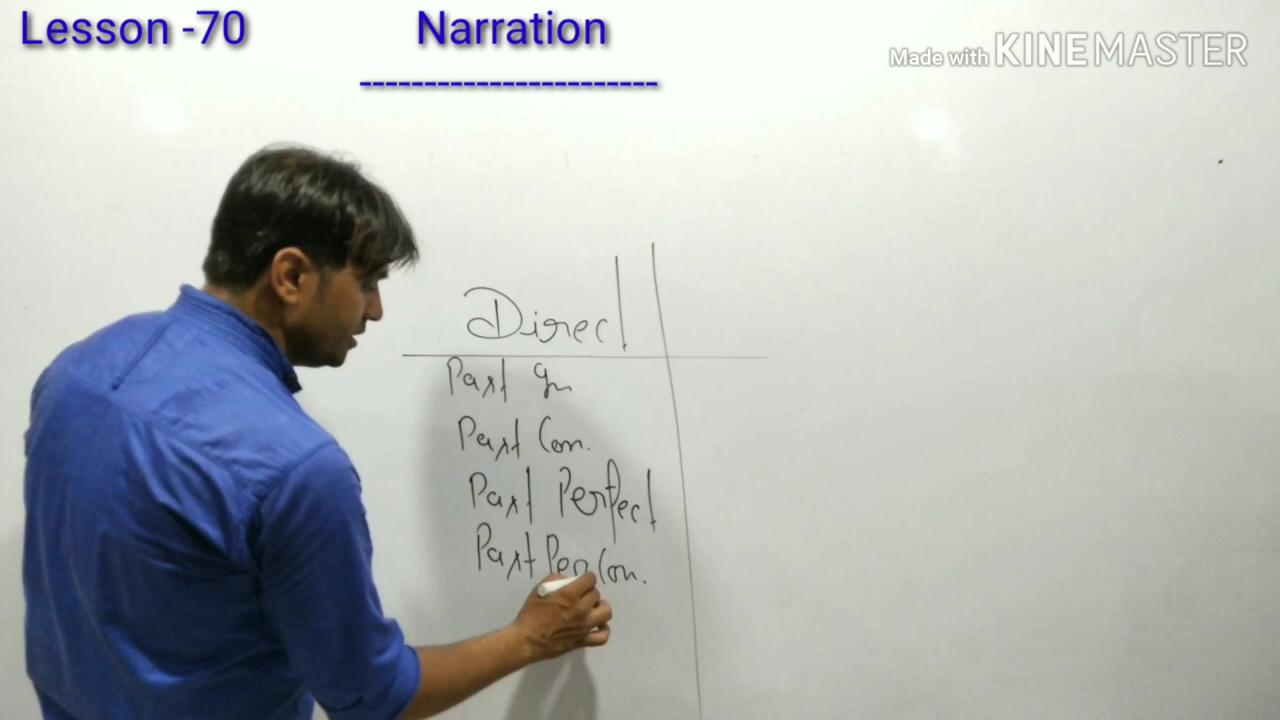 Lesson -70
Narration
Made with KINEMASTER
-----------------------
Direct
Past In
Past Con.
Past Perfect
Past Per Con.